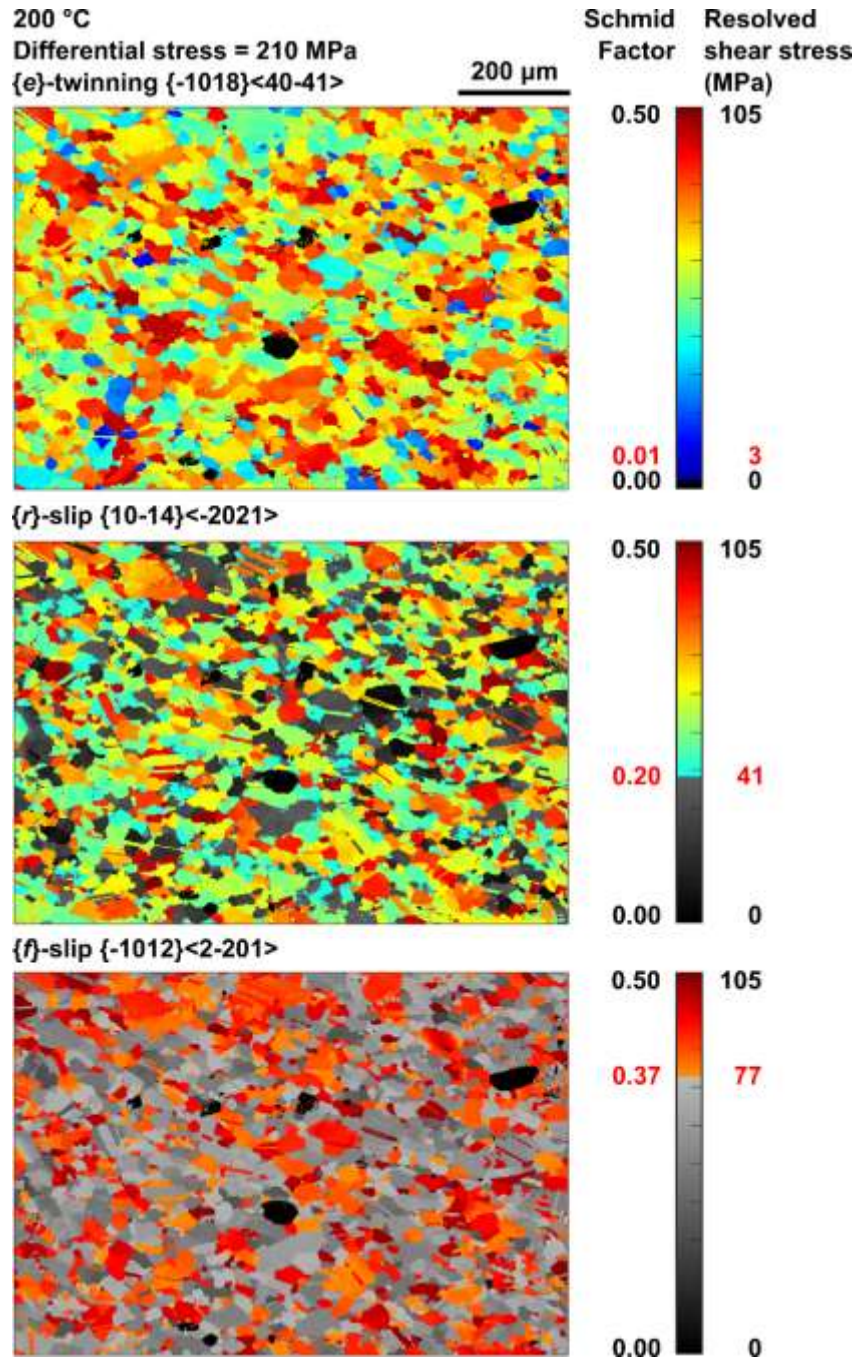 200 °C
Differential stress = 210 MPa
{e}-twinning {-1018}<40-41>
200 µm
Schmid Factor
Resolved shear stress (MPa)
0.50 105
0.01 3
0.00 0
{r}-slip {10-14}<-2021>
0.50 105
0.20 41
0.00 0
{f}-slip {-1012}<2-201>
0.50 105
0.37 77
0.00 0